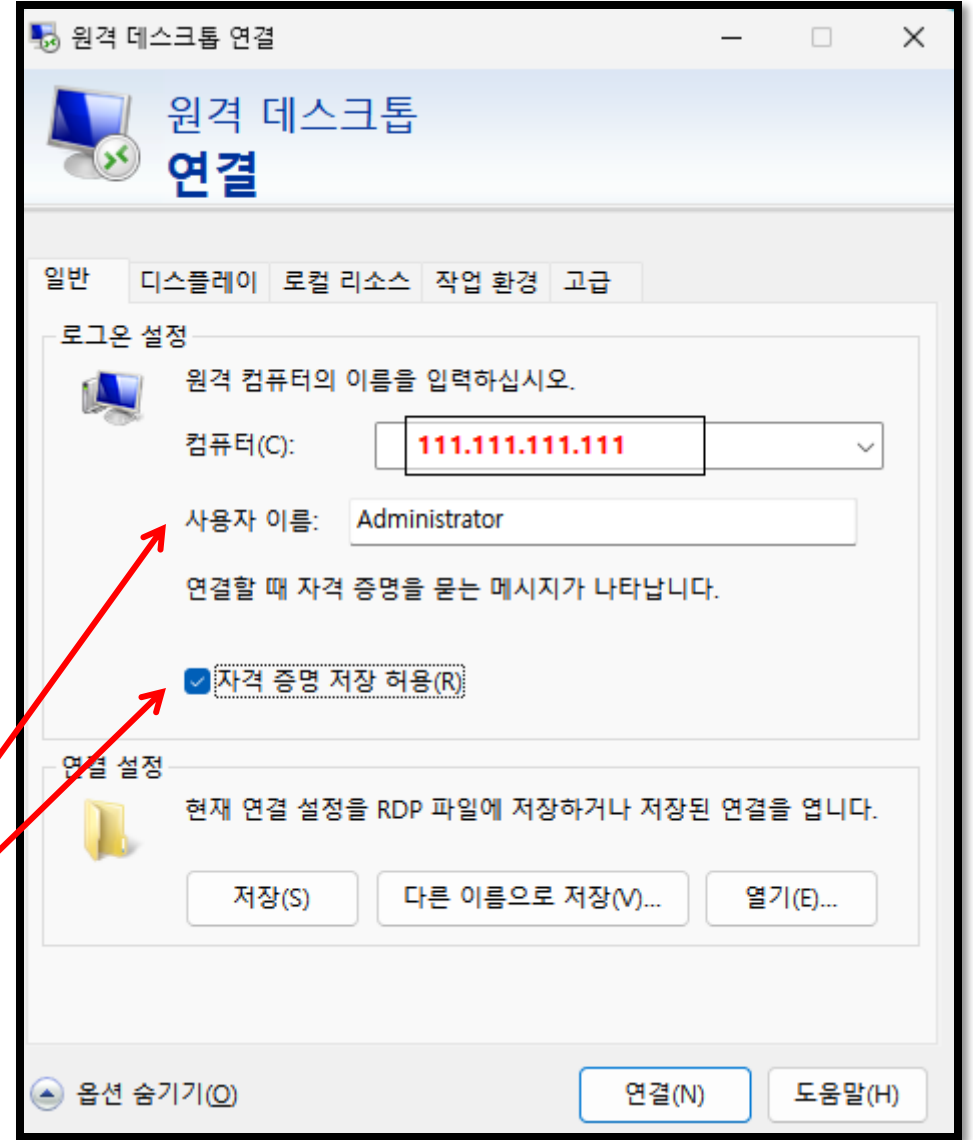 원격 데스크톱 연결
원격 데스크톱
연결
일반 디스플레이 로컬 리소스 작업 환경 고급
로그온 설정
원격 컴퓨터의 이름을 입력하십시오.
컴퓨터(C): 111.111.111.111
사용자 이름: Administrator
연결할 때 자격 증명을 묻는 메시지가 나타납니다.
자격 증명 저장 허용(R)
연결 설정
현재 연결 설정을 RDP 파일에 저장하거나 저장된 연결을 엽니다.
저장(S) 다른 이름으로 저장(V)... 열기(E)...
옵션 숨기기(O) 연결(N) 도움말(H)